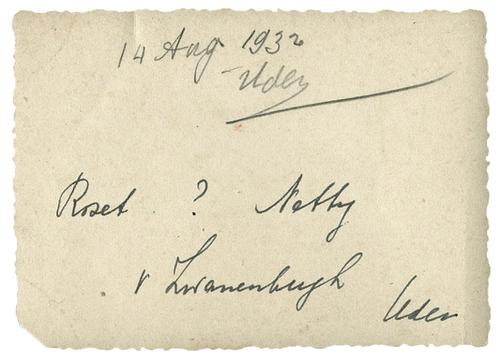 14 Aug 1932
Uden
Roset ? Netty
v Zwanenburgh
Uden